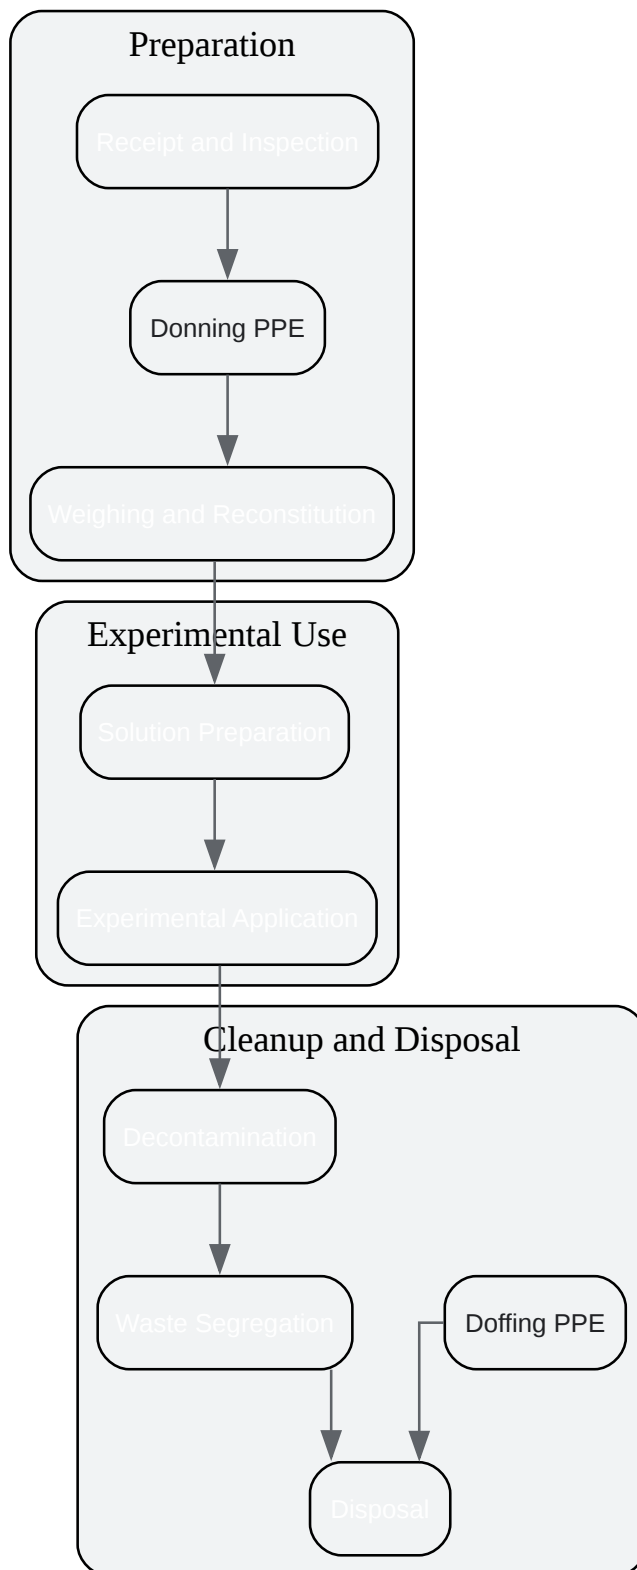 Preparation
Receipt and Inspection
Donning PPE
Weighing and Reconstitution
Experimental Use
Solution Preparation
Experimental Application
Cleanup and Disposal
Decontamination
Waste Segregation
Doffing PPE
Disposal